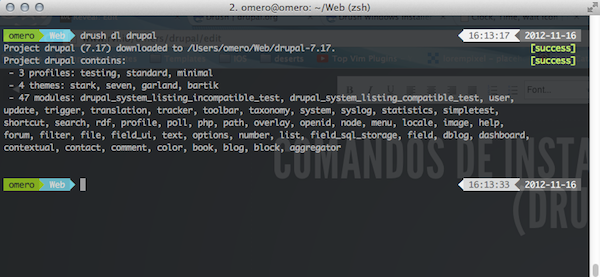 2. omero@omero: ~/Web (zsh)
omero Web drush dl drupal 16:13:17 2012-11-16
Project drupal (7.17) downloaded to /Users/omero/Web/drupal-7.17. [success]
Project drupal contains: [success]
- 3 profiles: testing, standard, minimal
- 4 themes: stark, seven, garland, bartik
- 47 modules: drupal_system_listing_incompatible_test, drupal_system_listing_compatible_test, user,
update, trigger, translation, tracker, toolbar, taxonomy, system, syslog, statistics, simpletest,
shortcut, search, rdf, profile, poll, php, path, overlay, openid, node, menu, locale, image, help,
forum, filter, file, field_ui, text, options, number, list, field_sql_storage, field, dblog, dashboard,
contextual, contact, comment, color, book, blog, block, aggregator
COMANDOS DE INSTA
(DRU
omero Web 16:13:33 2012-11-16